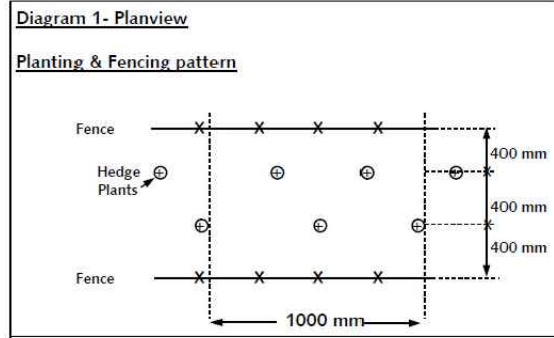 Diagram 1- Planview
Planting & Fencing pattern
Fence
400 mm
Hedge
Plants
400 mm
400 mm
Fence
1000 mm